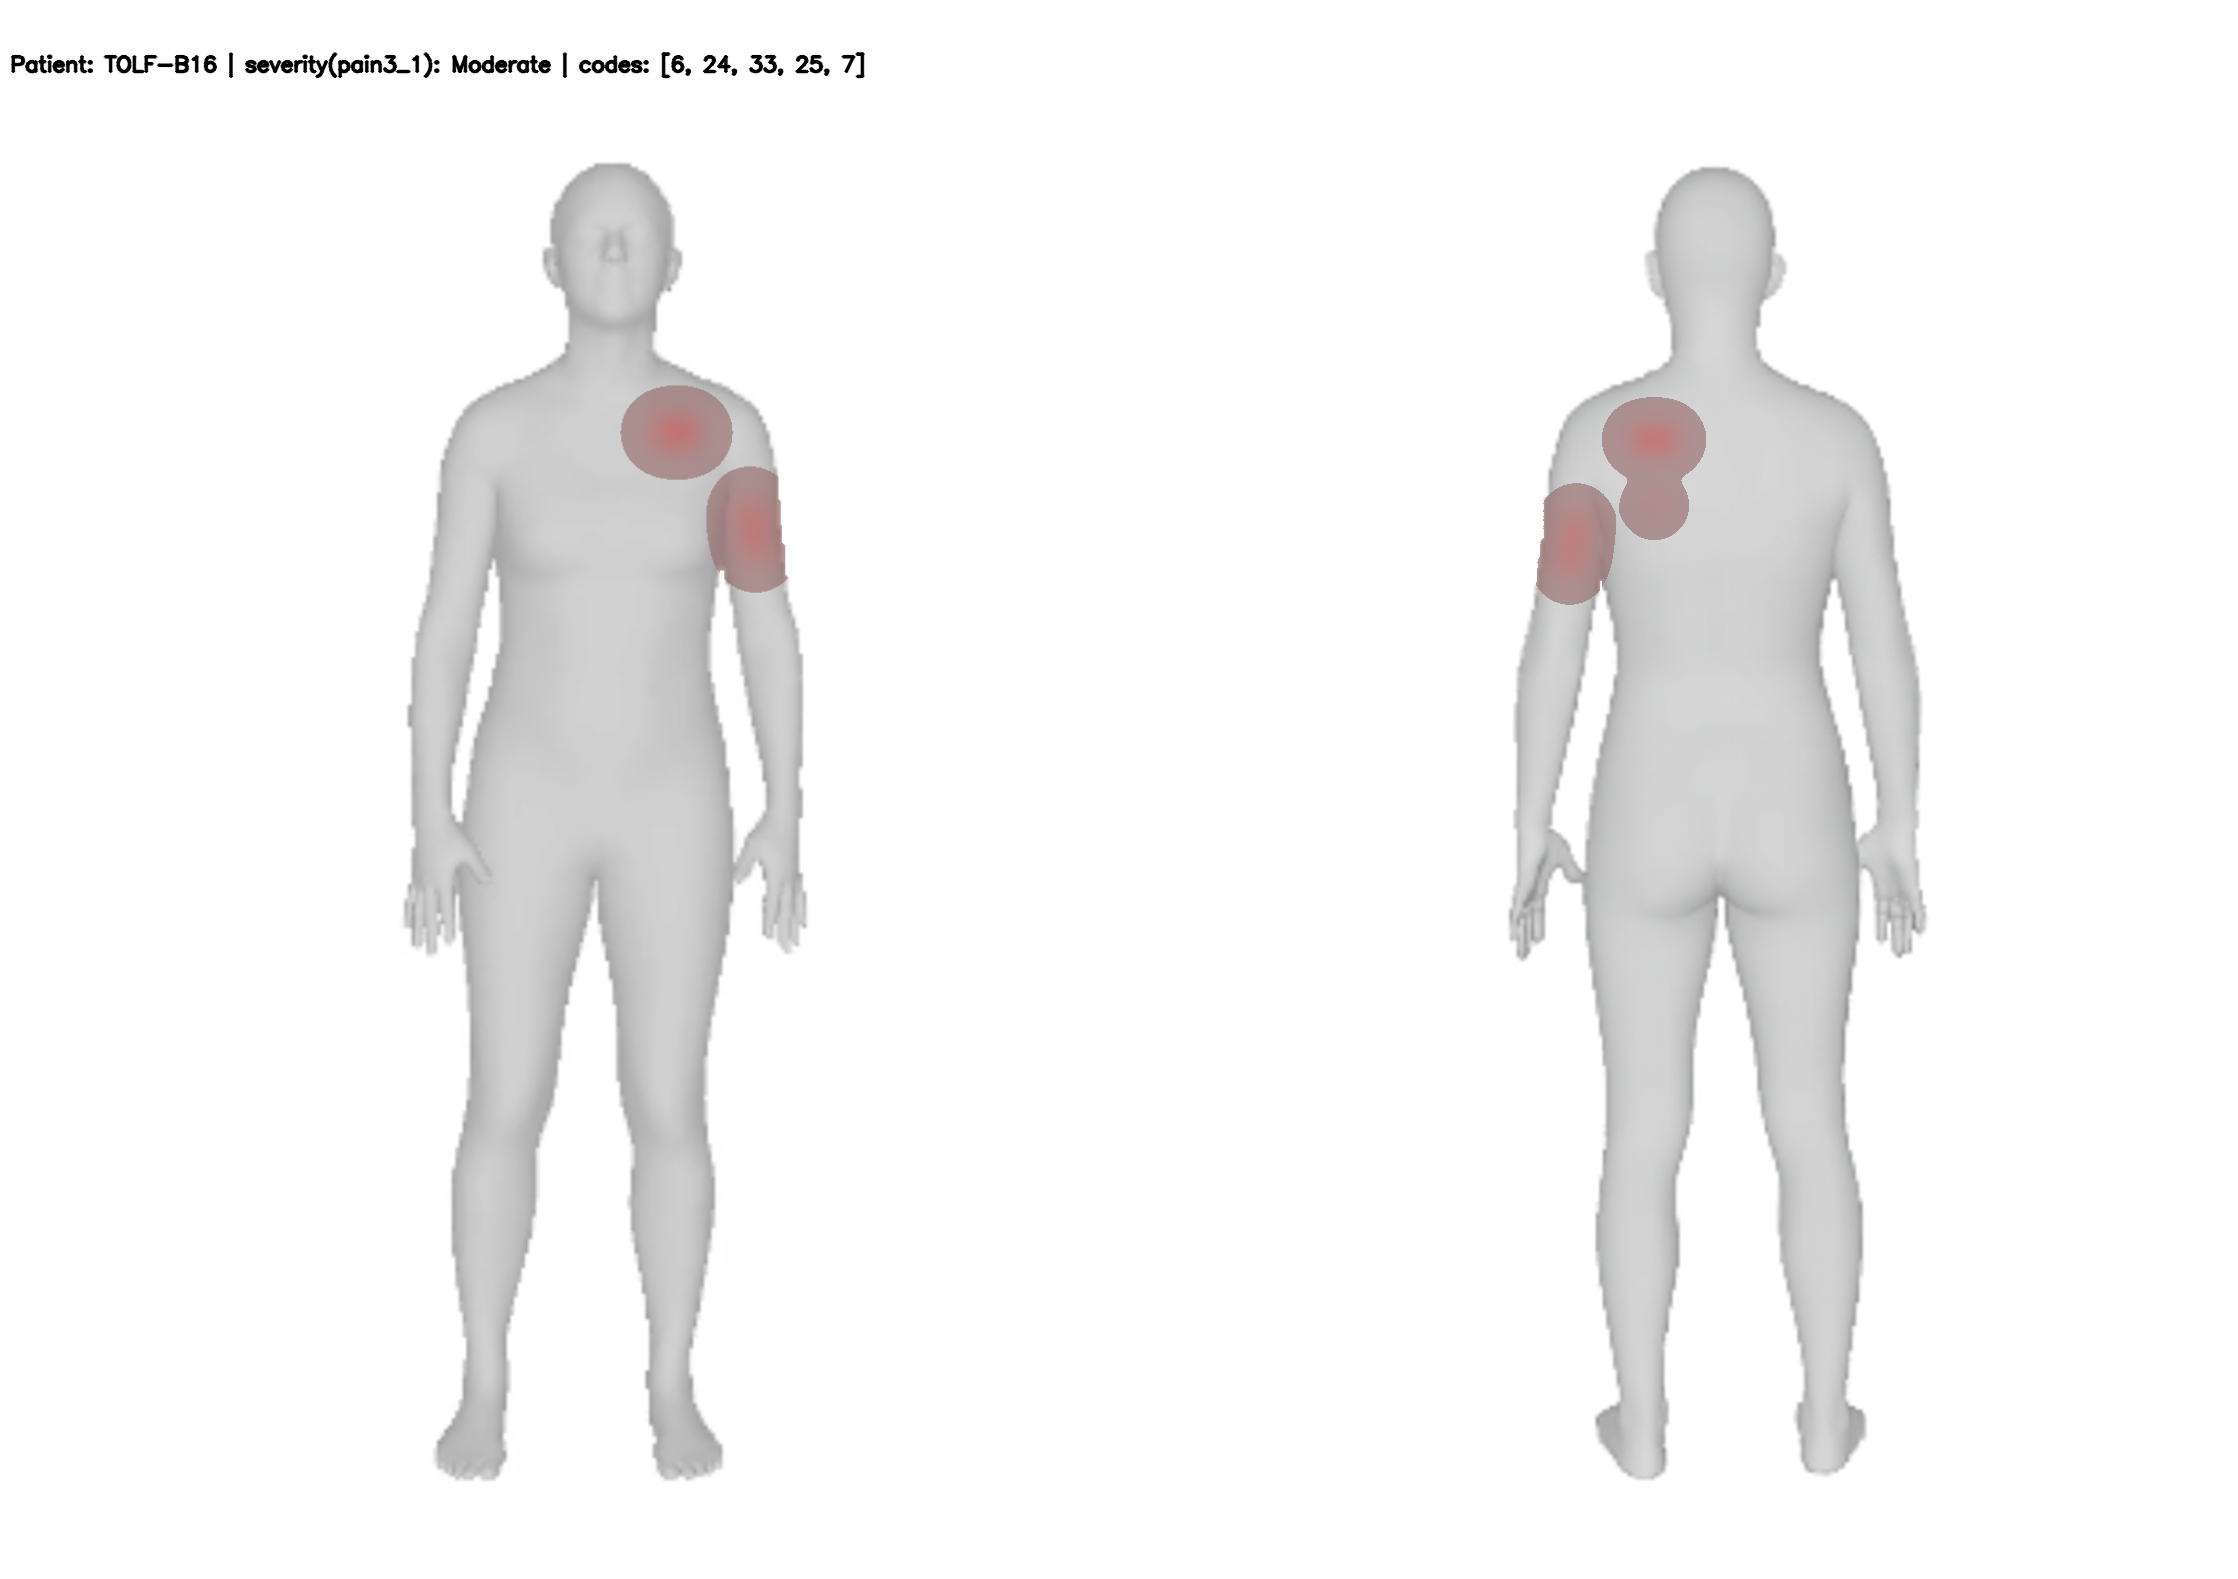 Patient: TOLF-B16 | severity(pain3_1): Moderate | codes: [6, 24, 33, 25, 7]